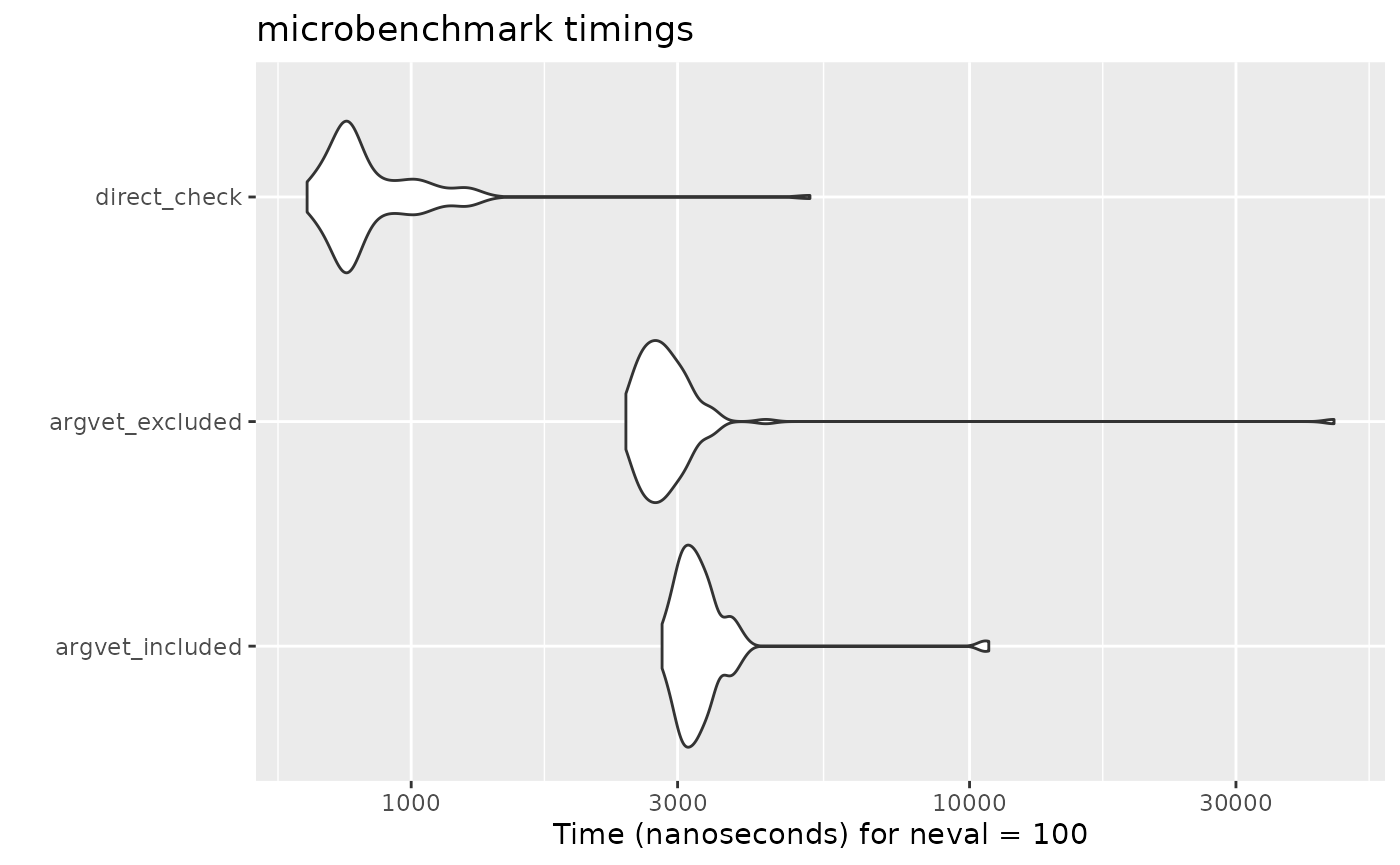 microbenchmark timings
direct_check
argvet_excluded
argvet_included
1000 3000 10000 30000
Time (nanoseconds) for neval = 100